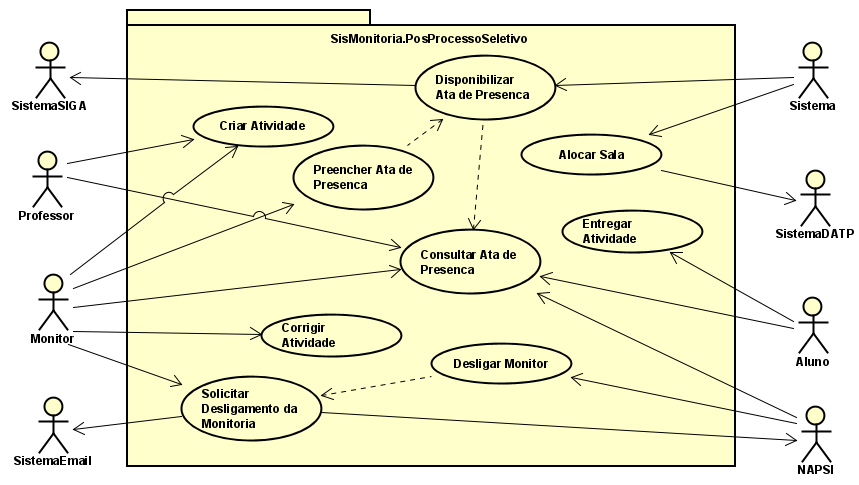 SisMonitoria.PosProcessoSeletivo
SistemaSIGA
Professor
Monitor
SistemaEmail
Disponibilizar
Ata de Presenca
Criar Atividade
Preencher Ata de
Presenca
Alocar Sala
Entregar
Atividade
Consultar Ata de
Presenca
Corrigir
Atividade
Desligar Monitor
Solicitar
Desligamento da
Monitoria
Sistema
SistemaDATP
Aluno
NAPSI